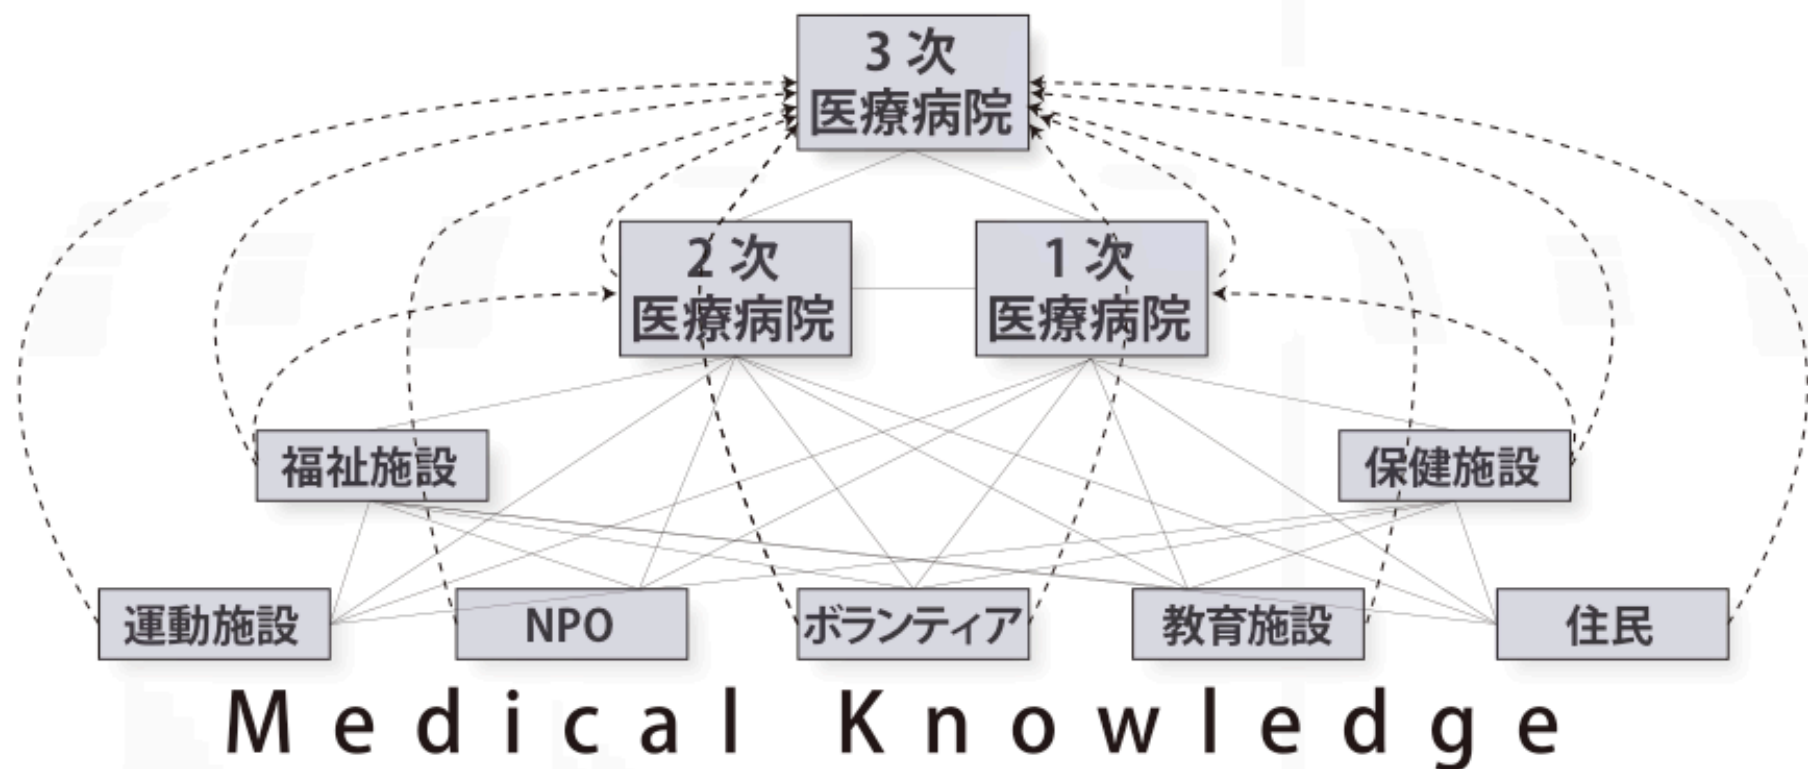 3 次
医療病院
2 次
医療病院
1 次
医療病院
福祉施設
保健施設
運動施設
NPO
ボランティア
教育施設
住民
Medical Knowledge